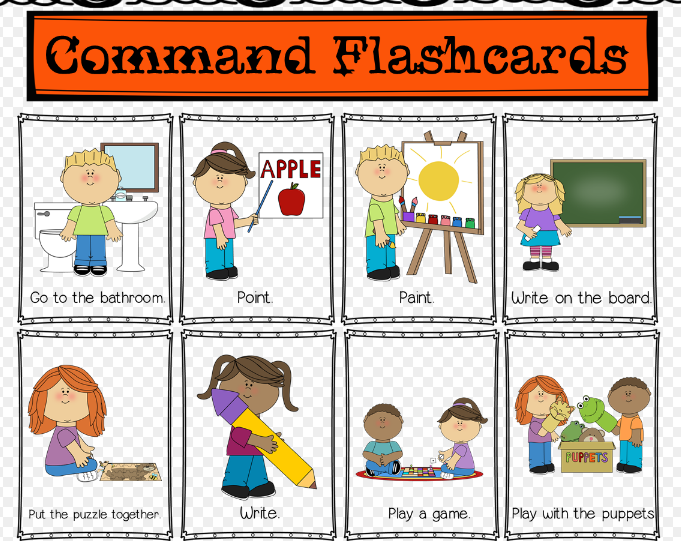 Command Flashcards
APPLE
Go to the bathroom.
Point.
Paint.
Write on the board.
PUPPETS
Put the puzzle together.
Write.
Play a game.
Play with the puppets